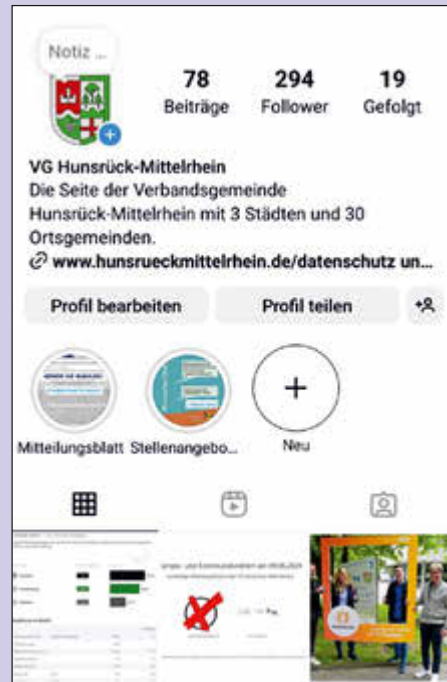 Notiz ...
78 294 19
Beiträge Follower Gefolgt
VG Hunsrück-Mittelrhein
Die Seite der Verbandsgemeinde
Hunsrück-Mittelrhein mit 3 Städten und 30
Ortsgemeinden.
www.hunsrueckmittelrhein.de/datenschutz un...
Profil bearbeiten Profil teilen
Mitteilungsblatt Stellenangebo... Neu